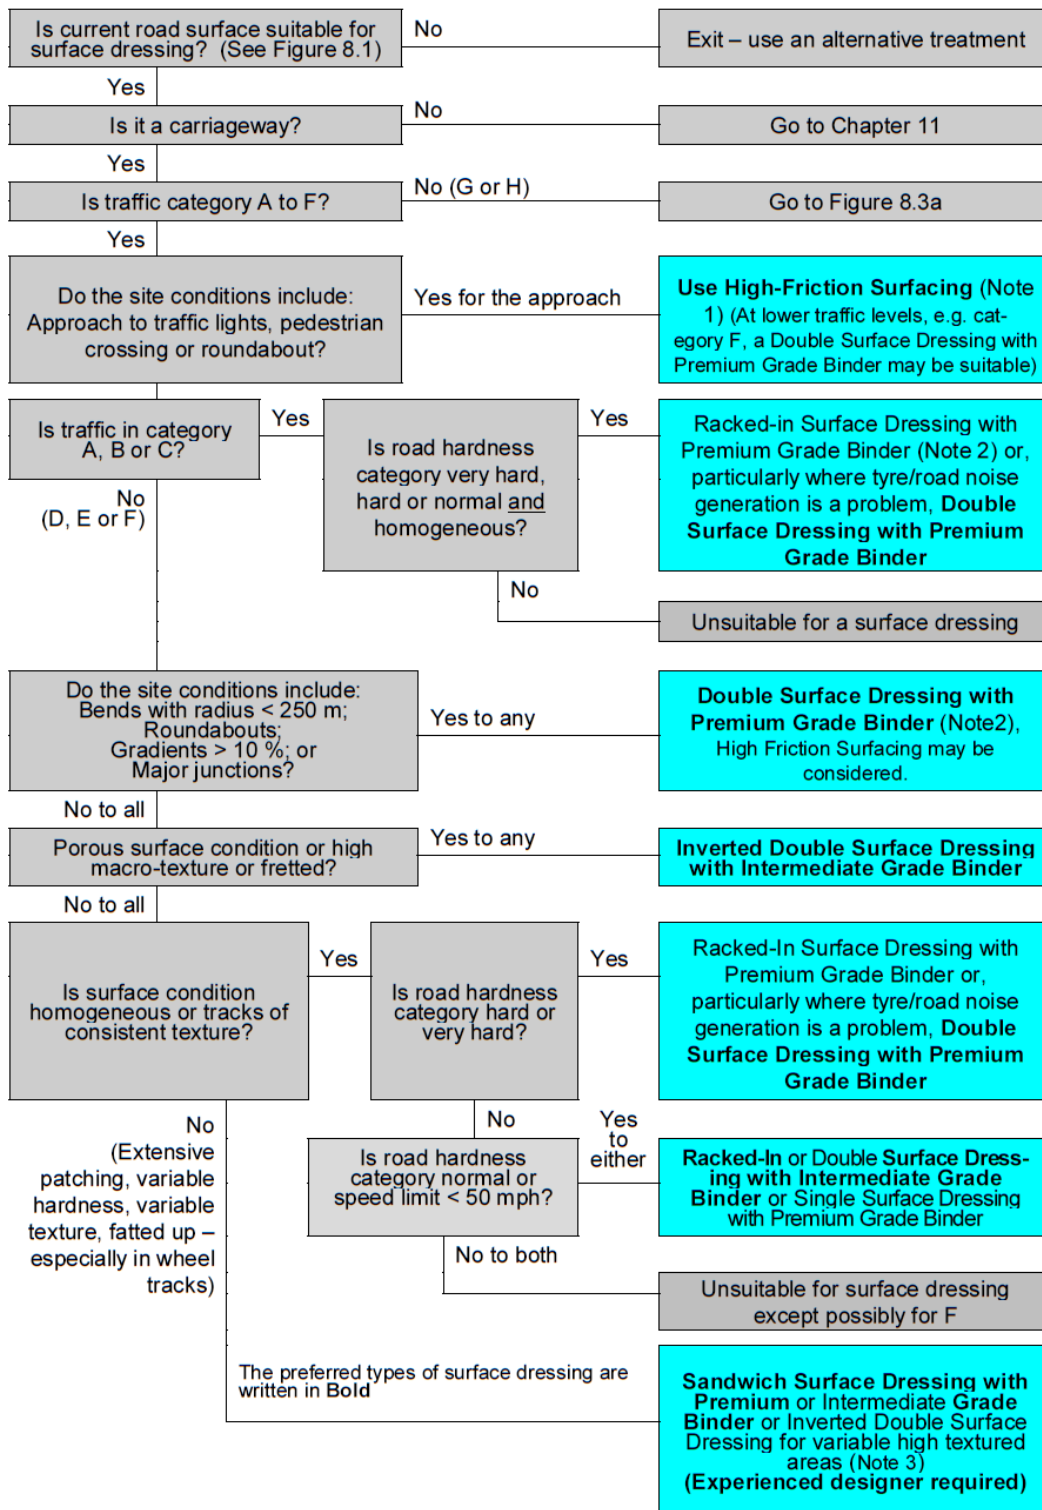 Is current road surface suitable for
surface dressing? (See Figure 8.1)
No
Exit – use an alternative treatment
Yes
Is it a carriageway?
No
Go to Chapter 11
Yes
Is traffic category A to F?
No (G or H)
Go to Figure 8.3a
Yes
Do the site conditions include:
Approach to traffic lights, pedestrian
crossing or roundabout?
Yes for the approach
Use High-Friction Surfacing (Note
1) (At lower traffic levels, e.g. cat-
egory F, a Double Surface Dressing with
Premium Grade Binder may be suitable)
Is traffic in category
A, B or C?
Yes
Is road hardness
category very hard,
hard or normal and
homogeneous?
Yes
Racked-in Surface Dressing with
Premium Grade Binder (Note 2) or,
particularly where tyre/road noise
generation is a problem, Double
Surface Dressing with Premium
Grade Binder
No
(D, E or F)
No
Unsuitable for a surface dressing
Do the site conditions include:
Bends with radius < 250 m;
Roundabouts;
Gradients > 10 %; or
Major junctions?
Yes to any
Double Surface Dressing with
Premium Grade Binder (Note2),
High Friction Surfacing may be
considered.
No to all
Porous surface condition or high
macro-texture or fretted?
Yes to any
Inverted Double Surface Dressing
with Intermediate Grade Binder
No to all
Is surface condition
homogeneous or tracks of
consistent texture?
Yes
Is road hardness
category hard or
very hard?
Yes
Racked-In Surface Dressing with
Premium Grade Binder or,
particularly where tyre/road noise
generation is a problem, Double
Surface Dressing with Premium
Grade Binder
No
(Extensive
patching, variable
hardness, variable
texture, fatted up –
especially in wheel
tracks)
No
Is road hardness
category normal or
speed limit < 50 mph?
Yes
to
either
Racked-In or Double Surface Dress-
ing with Intermediate Grade
Binder or Single Surface Dressing
with Premium Grade Binder
No to both
Unsuitable for surface dressing
except possibly for F
The preferred types of surface dressing are
written in Bold
Sandwich Surface Dressing with
Premium or Intermediate Grade
Binder or Inverted Double Surface
Dressing for variable high textured
areas (Note 3)
(Experienced designer required)